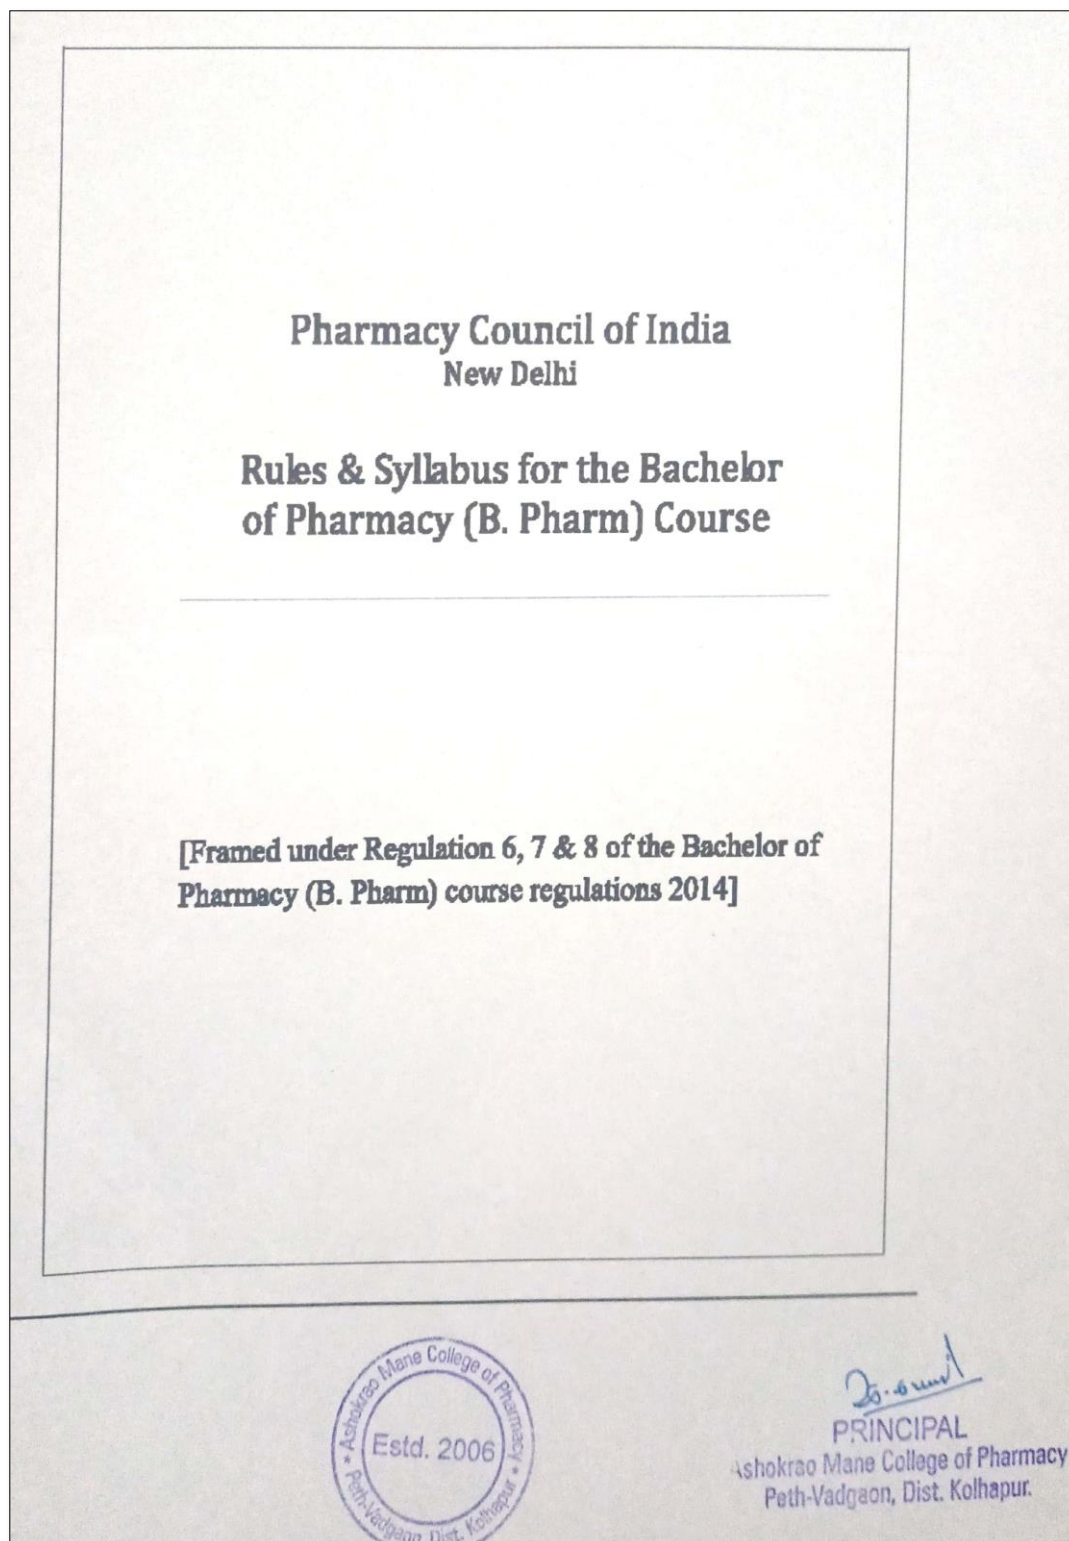 Pharmacy Council of India
New Delhi
Rules & Syllabus for the Bachelor
of Pharmacy (B. Pharm) Course
[Framed under Regulation 6, 7 & 8 of the Bachelor of
Pharmacy (B. Pharm) course regulations 2014]
Ashokrao Mane College of Pharmacy
Estd. 2006
Peth-Vadgaon, Dist. Kolhapur
PRINCIPAL
Ashokrao Mane College of Pharmacy
Peth-Vadgaon, Dist. Kolhapur.